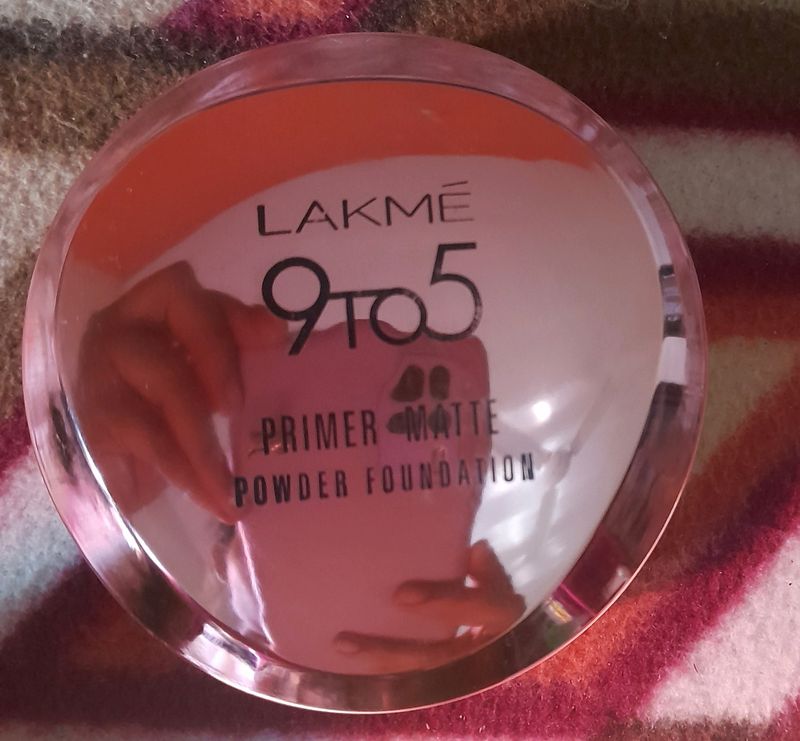 LAKMÉ
9TO5
PRIMER MATTE
POWDER FOUNDATION